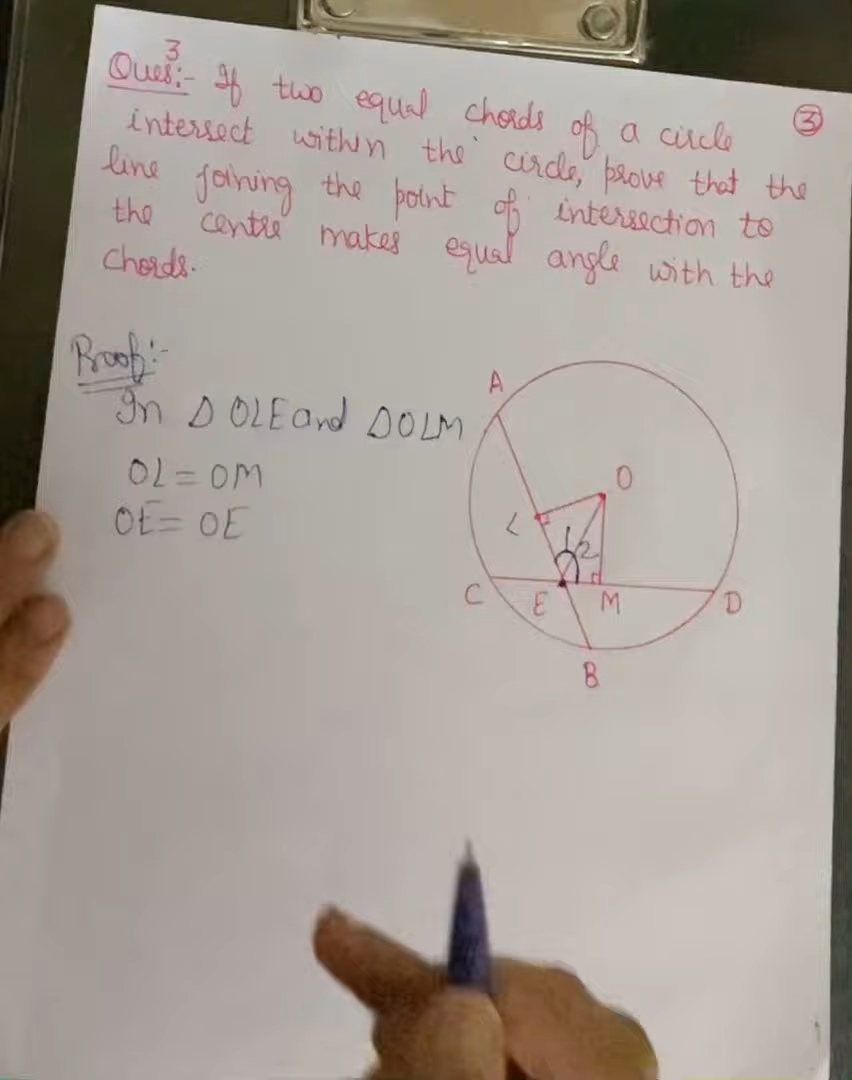 3
Ques:- If two equal chords of a circle
③
intersect within the circle, prove that the
line joining the point of intersection to
the centre makes equal angle with the
chords.
Proof:-
In Δ OLE and ΔOLM
OL = OM
OE = OE
A
O
L
1
2
C
E
M
D
B